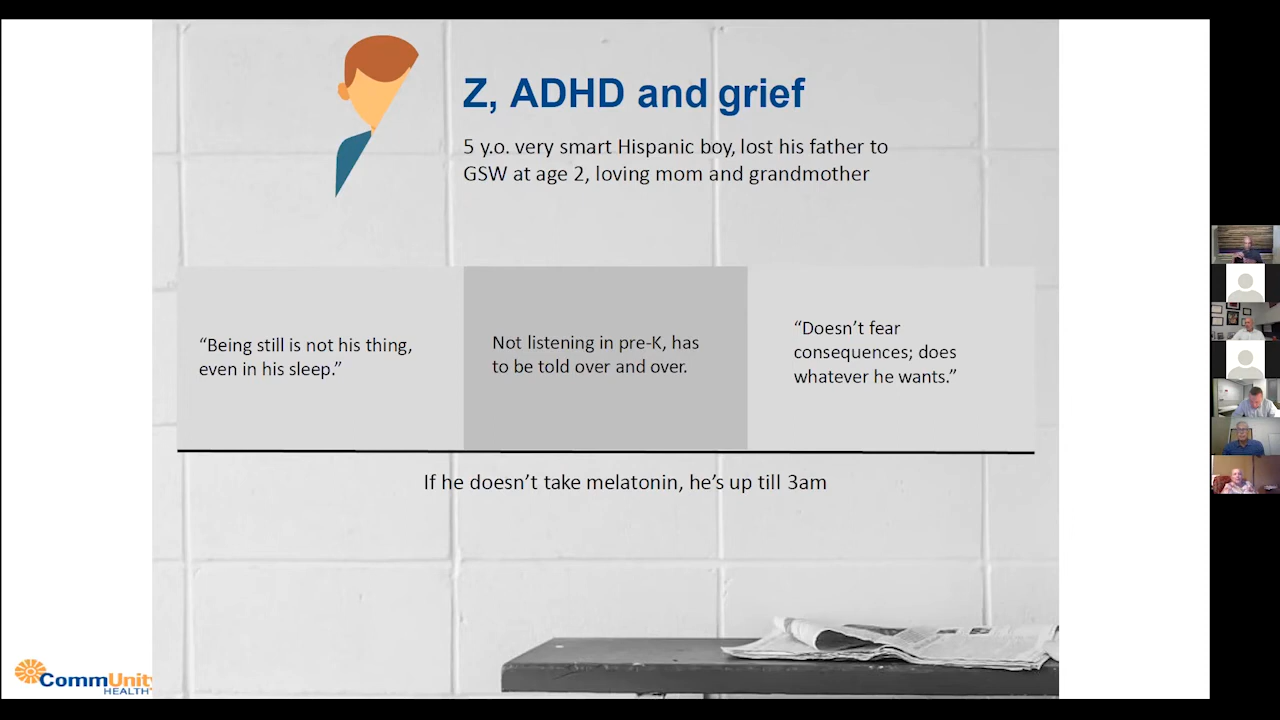 Z, ADHD and grief
5 y.o. very smart Hispanic boy, lost his father to
GSW at age 2, loving mom and grandmother
“Being still is not his thing,
even in his sleep.”
Not listening in pre-K, has
to be told over and over.
“Doesn’t fear
consequences; does
whatever he wants.”
If he doesn’t take melatonin, he’s up till 3am
CommUnity
HEALTH